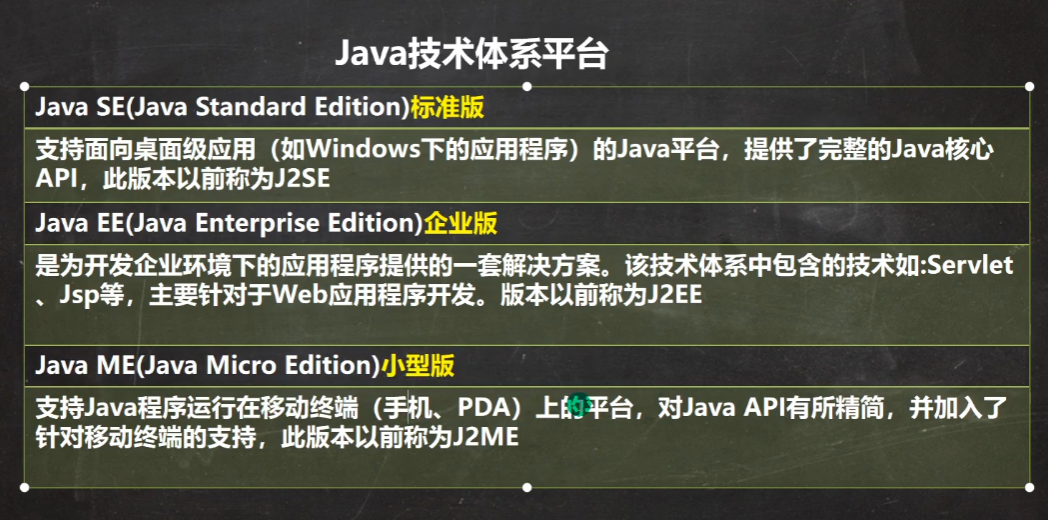 Java技术体系平台
Java SE(Java Standard Edition)标准版
支持面向桌面级应用（如Windows下的应用程序）的Java平台，提供了完整的Java核心
API，此版本以前称为J2SE
Java EE(Java Enterprise Edition)企业版
是为开发企业环境下的应用程序提供的一套解决方案。该技术体系中包含的技术如:Servlet
、Jsp等，主要针对于Web应用程序开发。版本以前称为J2EE
Java ME(Java Micro Edition)小型版
支持Java程序运行在移动终端（手机、PDA）上的平台，对Java API有所精简，并加入了
针对移动终端的支持，此版本以前称为J2ME